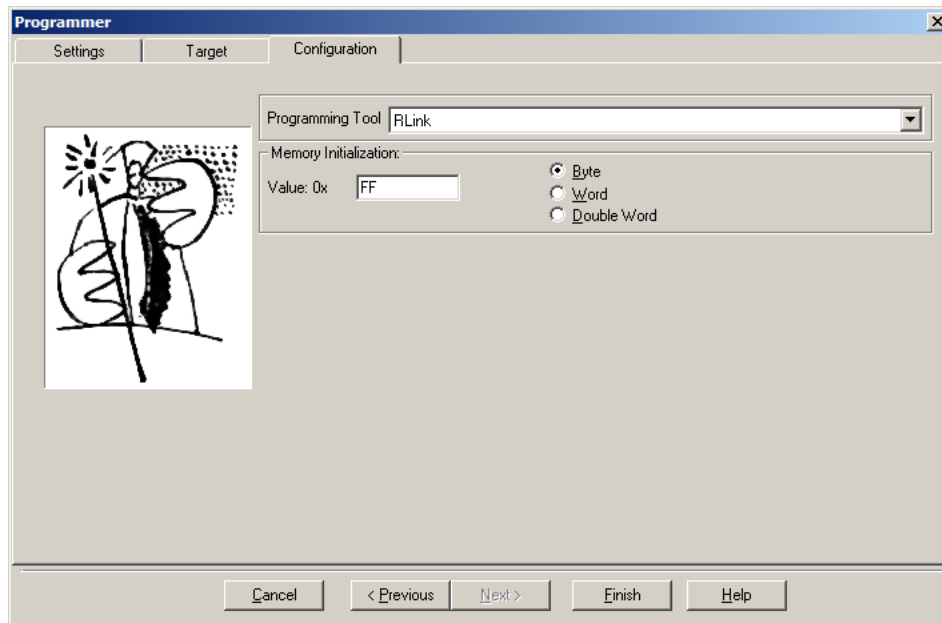 Programmer
Settings Target Configuration
Programming Tool RLink
Memory Initialization:
Value: 0x FF
Byte
Word
Double Word
Cancel < Previous Next > Finish Help